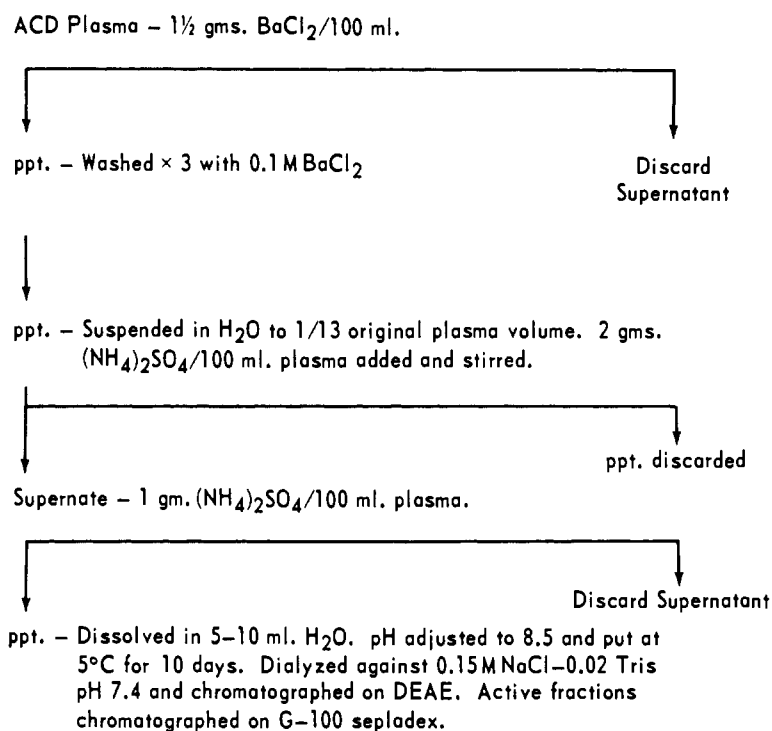 ACD Plasma – 1½ gms. BaCl₂/100 ml.
ppt. – Washed × 3 with 0.1 M BaCl₂
Discard
Supernatant
ppt. – Suspended in H₂O to 1/13 original plasma volume. 2 gms.
(NH₄)₂SO₄/100 ml. plasma added and stirred.
ppt. discarded
Supernate – 1 gm. (NH₄)₂SO₄/100 ml. plasma.
Discard Supernatant
ppt. – Dissolved in 5–10 ml. H₂O. pH adjusted to 8.5 and put at
5°C for 10 days. Dialyzed against 0.15M NaCl–0.02 Tris
pH 7.4 and chromatographed on DEAE. Active fractions
chromatographed on G–100 sepladex.